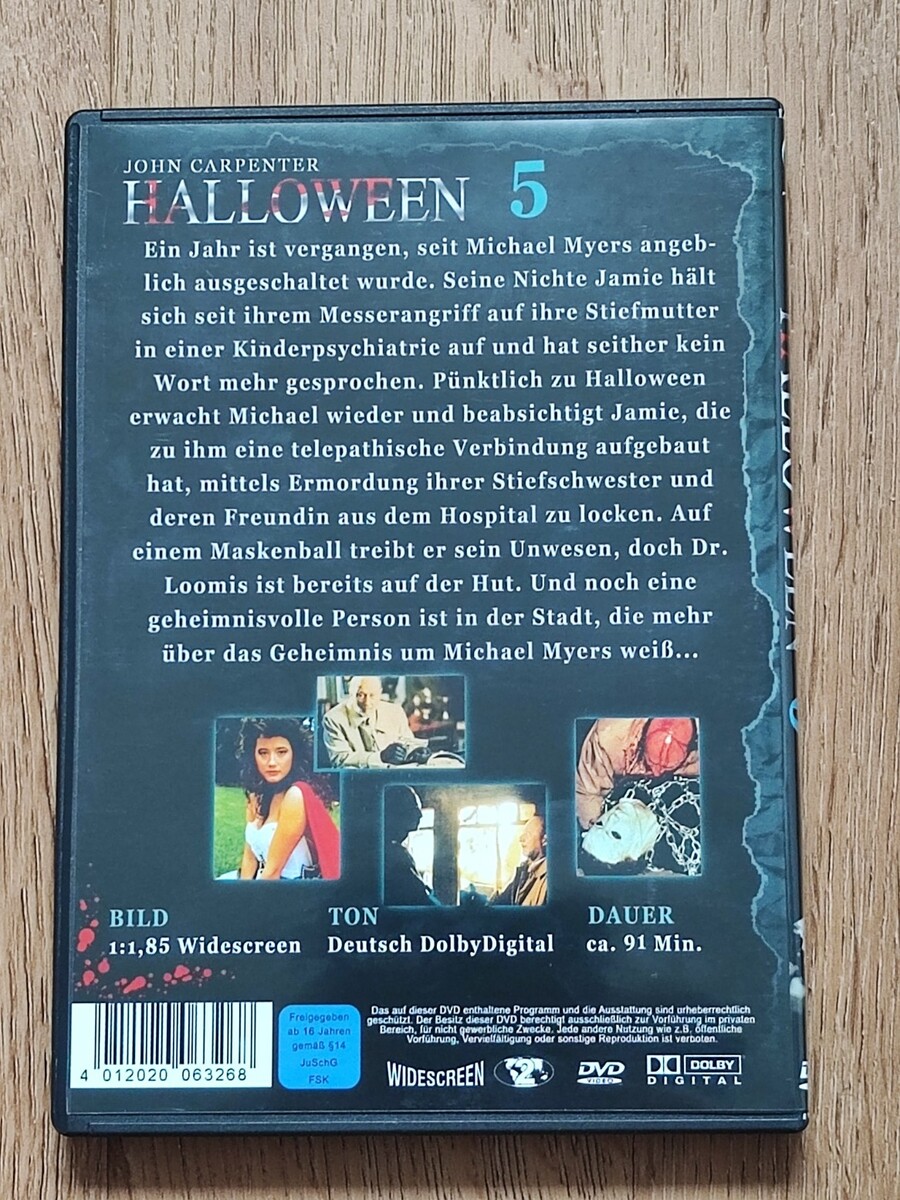 JOHN CARPENTER
HALLOWEEN 5
Ein Jahr ist vergangen, seit Michael Myers angeb-
lich ausgeschaltet wurde. Seine Nichte Jamie hält
sich seit ihrem Messerangriff auf ihre Stiefmutter
in einer Kinderpsychiatrie auf und hat seither kein
Wort mehr gesprochen. Pünktlich zu Halloween
erwacht Michael wieder und beabsichtigt Jamie, die
zu ihm eine telepathische Verbindung aufgebaut
hat, mittels Ermordung ihrer Stiefschwester und
deren Freundin aus dem Hospital zu locken. Auf
einem Maskenball treibt er sein Unwesen, doch Dr.
Loomis ist bereits auf der Hut. Und noch eine
geheimnisvolle Person ist in der Stadt, die mehr
über das Geheimnis um Michael Myers weiß...
BILD
1:1,85 Widescreen
TON
Deutsch DolbyDigital
DAUER
ca. 91 Min.
4 012020 063268
Freigegeben
ab 16 Jahren
gemäß §14
JuSchG
FSK
Das auf dieser DVD enthaltene Programm und die Ausstattung sind urheberrechtlich
geschützt. Der Besitz dieser DVD berechtigt ausschließlich zur Vorführung im privaten
Bereich, für nicht gewerbliche Zwecke. Jede andere Nutzung wie z.B. öffentliche
Vorführung, Vervielfältigung oder sonstige Reproduktion ist verboten.
WIDESCREEN
2
DVD
VIDEO
DOLBY
DIGITAL